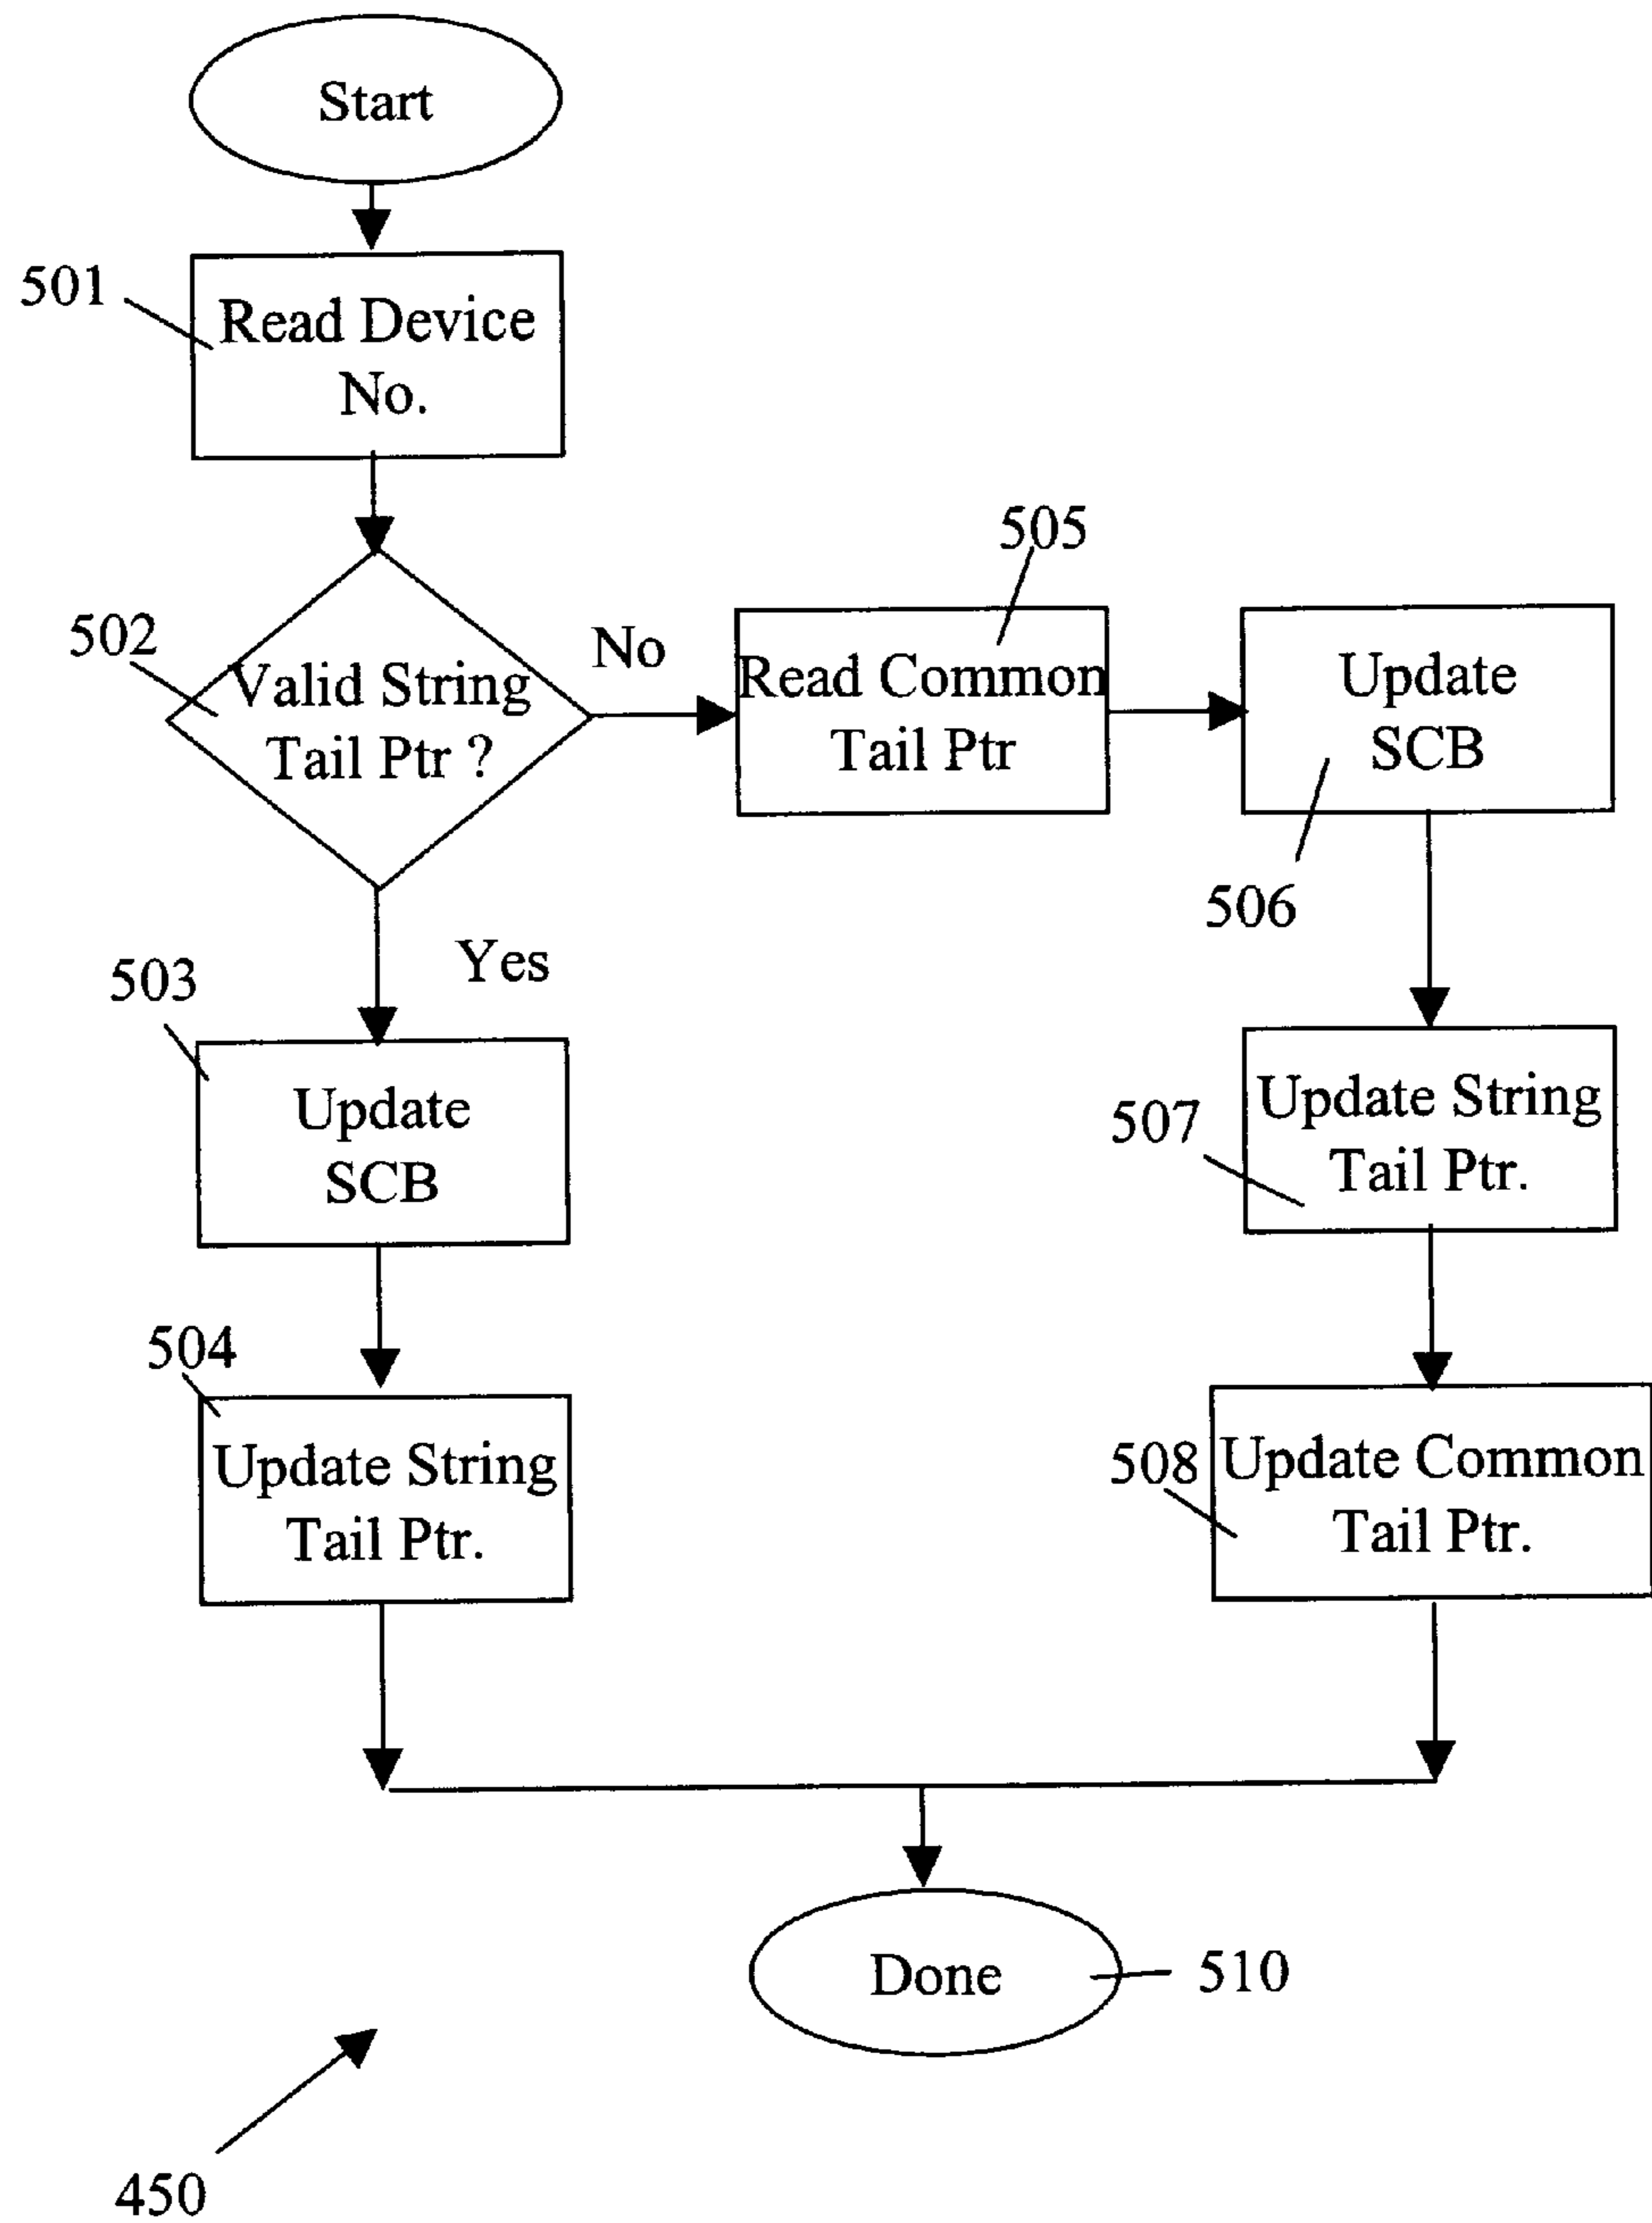 Start
501
Read Device
No.
502
Valid String
Tail Ptr ?
No
505
Read Common
Tail Ptr
Update
SCB
506
Yes
503
Update
SCB
507
Update String
Tail Ptr.
504
Update String
Tail Ptr.
508
Update Common
Tail Ptr.
Done
510
450